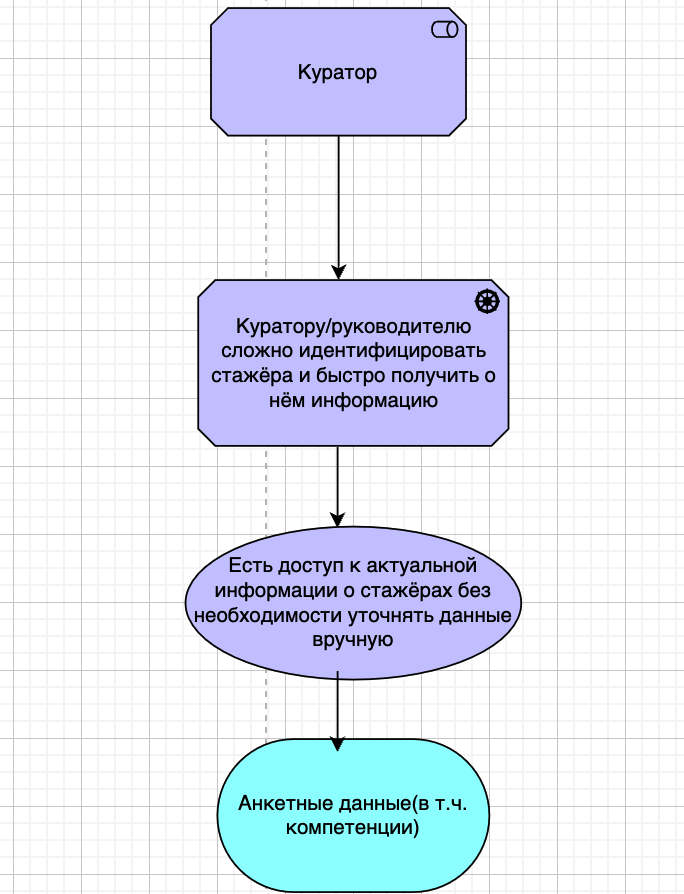 Куратор
Куратору/руководителю
сложно идентифицировать
стажёра и быстро получить о
нём информацию
Есть доступ к актуальной
информации о стажёрах без
необходимости уточнять данные
вручную
Анкетные данные(в т.ч.
компетенции)